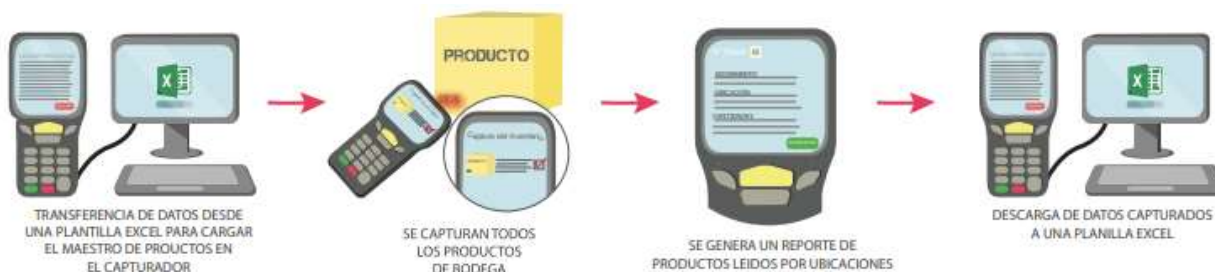 TRANSFERENCIA DE DATOS DESDE
UNA PLANTILLA EXCEL PARA CARGAR
EL MAESTRO DE PROUCTOS EN
EL CAPTURADOR
PRODUCTO
SE CAPTURAN TODOS
LOS PRODUCTOS
DE BODEGA
UBICACIÓN
SE GENERA UN REPORTE DE
PRODUCTOS LEIDOS POR UBICACIONES
X
DESCARGA DE DATOS CAPTURADOS
A UNA PLANILLA EXCEL